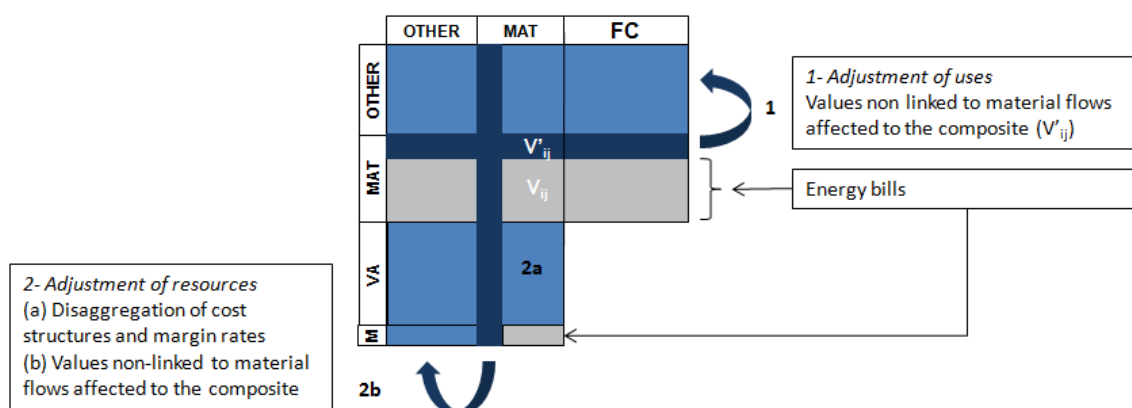 OTHER MAT FC
OTHER
MAT
VA
M
V'ij
Vij
2a
1
1- Adjustment of uses
Values non linked to material flows
affected to the composite (V'ij)
Energy bills
2- Adjustment of resources
(a) Disaggregation of cost
structures and margin rates
(b) Values non-linked to material
flows affected to the composite
2b